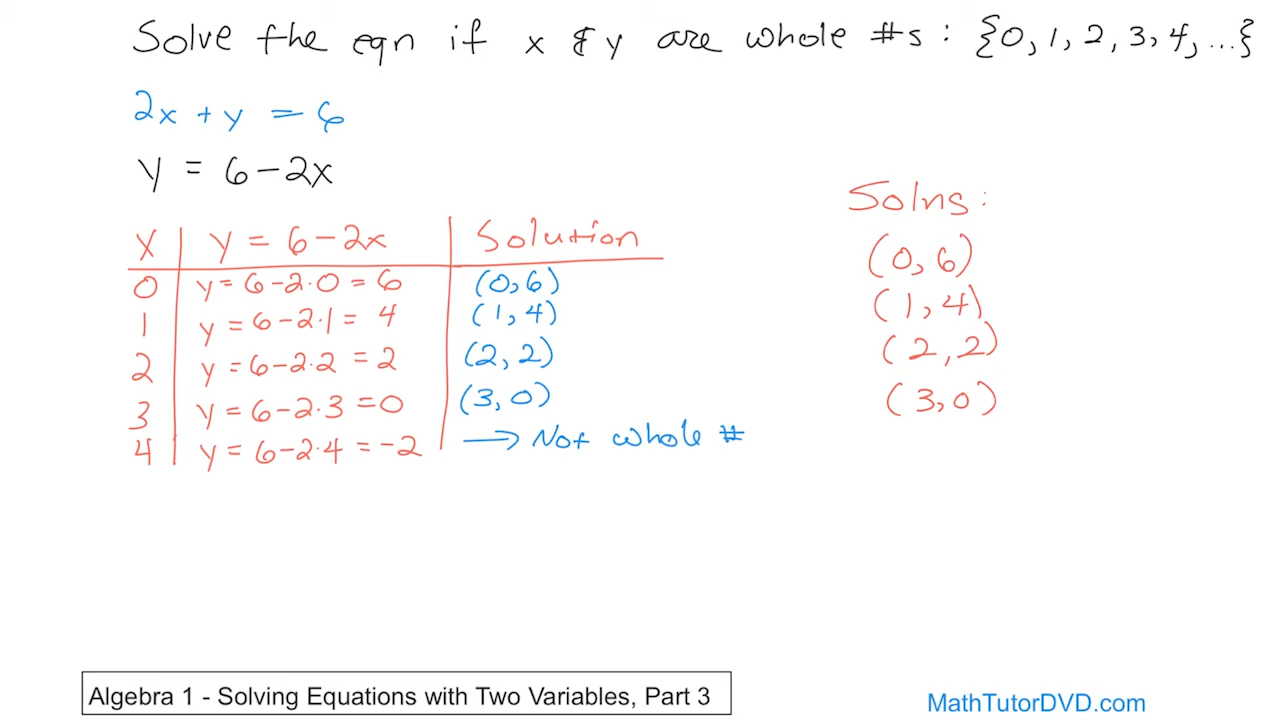 Solve the eqn if x & y are whole #s : {0, 1, 2, 3, 4, ...}
2x + y = 6
y = 6 - 2x
Solns :
(0, 6)
(1, 4)
(2, 2)
(3, 0)
x y = 6 - 2x Solution
0 y = 6 - 2·0 = 6 (0, 6)
1 y = 6 - 2·1 = 4 (1, 4)
2 y = 6 - 2·2 = 2 (2, 2)
3 y = 6 - 2·3 = 0 (3, 0)
4 y = 6 - 2·4 = -2 → Not whole #
Algebra 1 - Solving Equations with Two Variables, Part 3
MathTutorDVD.com